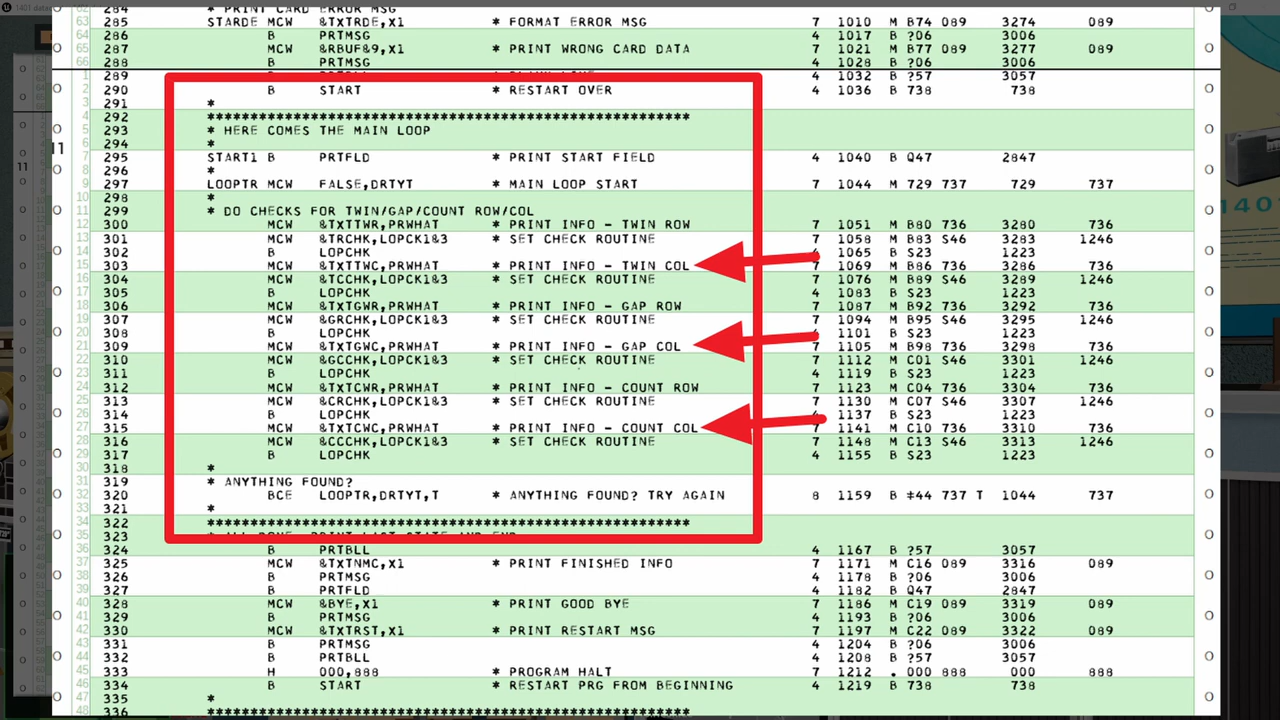 284 * PRINT CARD ERROR MSG
285 STARDE MCW &TXTRDE,X1 * FORMAT ERROR MSG 7 1010 M B74 089 3274 089
286 B PRTMSG 4 1017 B ?06 3006
287 MCW &RBUF&9,X1 * PRINT WRONG CARD DATA 7 1021 M B77 089 3277 089
288 B PRTMSG 4 1028 B ?06 3006
289 4 1032 B ?57 3057
290 B START * RESTART OVER 4 1036 B 738 738
291 *
292 ********************************************************
293 * HERE COMES THE MAIN LOOP
294 *
295 START1 B PRTFLD * PRINT START FIELD 4 1040 B Q47 2847
296 *
297 LOOPTR MCW FALSE,DRTYT * MAIN LOOP START 7 1044 M 729 737 729 737
298 *
299 * DO CHECKS FOR TWIN/GAP/COUNT ROW/COL
300 MCW &TXTTWR,PRWHAT * PRINT INFO - TWIN ROW 7 1051 M B80 736 3280 736
301 MCW &TRCHK,LOPCK1&3 * SET CHECK ROUTINE 7 1058 M B83 S46 3283 1246
302 B LOPCHK 4 1065 B S23 1223
303 MCW &TXTTWC,PRWHAT * PRINT INFO - TWIN COL 7 1069 M B86 736 3286 736
304 MCW &TCCHK,LOPCK1&3 * SET CHECK ROUTINE 7 1076 M B89 S46 3289 1246
305 B LOPCHK 4 1083 B S23 1223
306 MCW &TXTGWR,PRWHAT * PRINT INFO - GAP ROW 7 1087 M B92 736 3292 736
307 MCW &GRCHK,LOPCK1&3 * SET CHECK ROUTINE 7 1094 M B95 S46 3295 1246
308 B LOPCHK 4 1101 B S23 1223
309 MCW &TXTGWC,PRWHAT * PRINT INFO - GAP COL 7 1105 M B98 736 3298 736
310 MCW &GCCHK,LOPCK1&3 * SET CHECK ROUTINE 7 1112 M C01 S46 3301 1246
311 B LOPCHK 4 1119 B S23 1223
312 MCW &TXTCWR,PRWHAT * PRINT INFO - COUNT ROW 7 1123 M C04 736 3304 736
313 MCW &CRCHK,LOPCK1&3 * SET CHECK ROUTINE 7 1130 M C07 S46 3307 1246
314 B LOPCHK 4 1137 B S23 1223
315 MCW &TXTCWC,PRWHAT * PRINT INFO - COUNT COL 7 1141 M C10 736 3310 736
316 MCW &CCCHK,LOPCK1&3 * SET CHECK ROUTINE 7 1148 M C13 S46 3313 1246
317 B LOPCHK 4 1155 B S23 1223
318 *
319 * ANYTHING FOUND?
320 BCE LOOPTR,DRTYT,T * ANYTHING FOUND? TRY AGAIN 8 1159 B ‡44 737 T 1044 737
321 *
322 ********************************************************
323
324 B PRTBLL 4 1167 B ?57 3057
325 MCW &TXTNMC,X1 * PRINT FINISHED INFO 7 1171 M C16 089 3316 089
326 B PRTMSG 4 1178 B ?06 3006
327 B PRTFLD 4 1182 B Q47 2847
328 MCW &BYE,X1 * PRINT GOOD BYE 7 1186 M C19 089 3319 089
329 B PRTMSG 4 1193 B ?06 3006
330 MCW &TXTRST,X1 * PRINT RESTART MSG 7 1197 M C22 089 3322 089
331 B PRTMSG 4 1204 B ?06 3006
332 B PRTBLL 4 1208 B ?57 3057
333 H 000,888 * PROGRAM HALT 7 1212 . 000 888 000 888
334 B START * RESTART PRG FROM BEGINNING 4 1219 B 738 738
335 *
336 ********************************************************